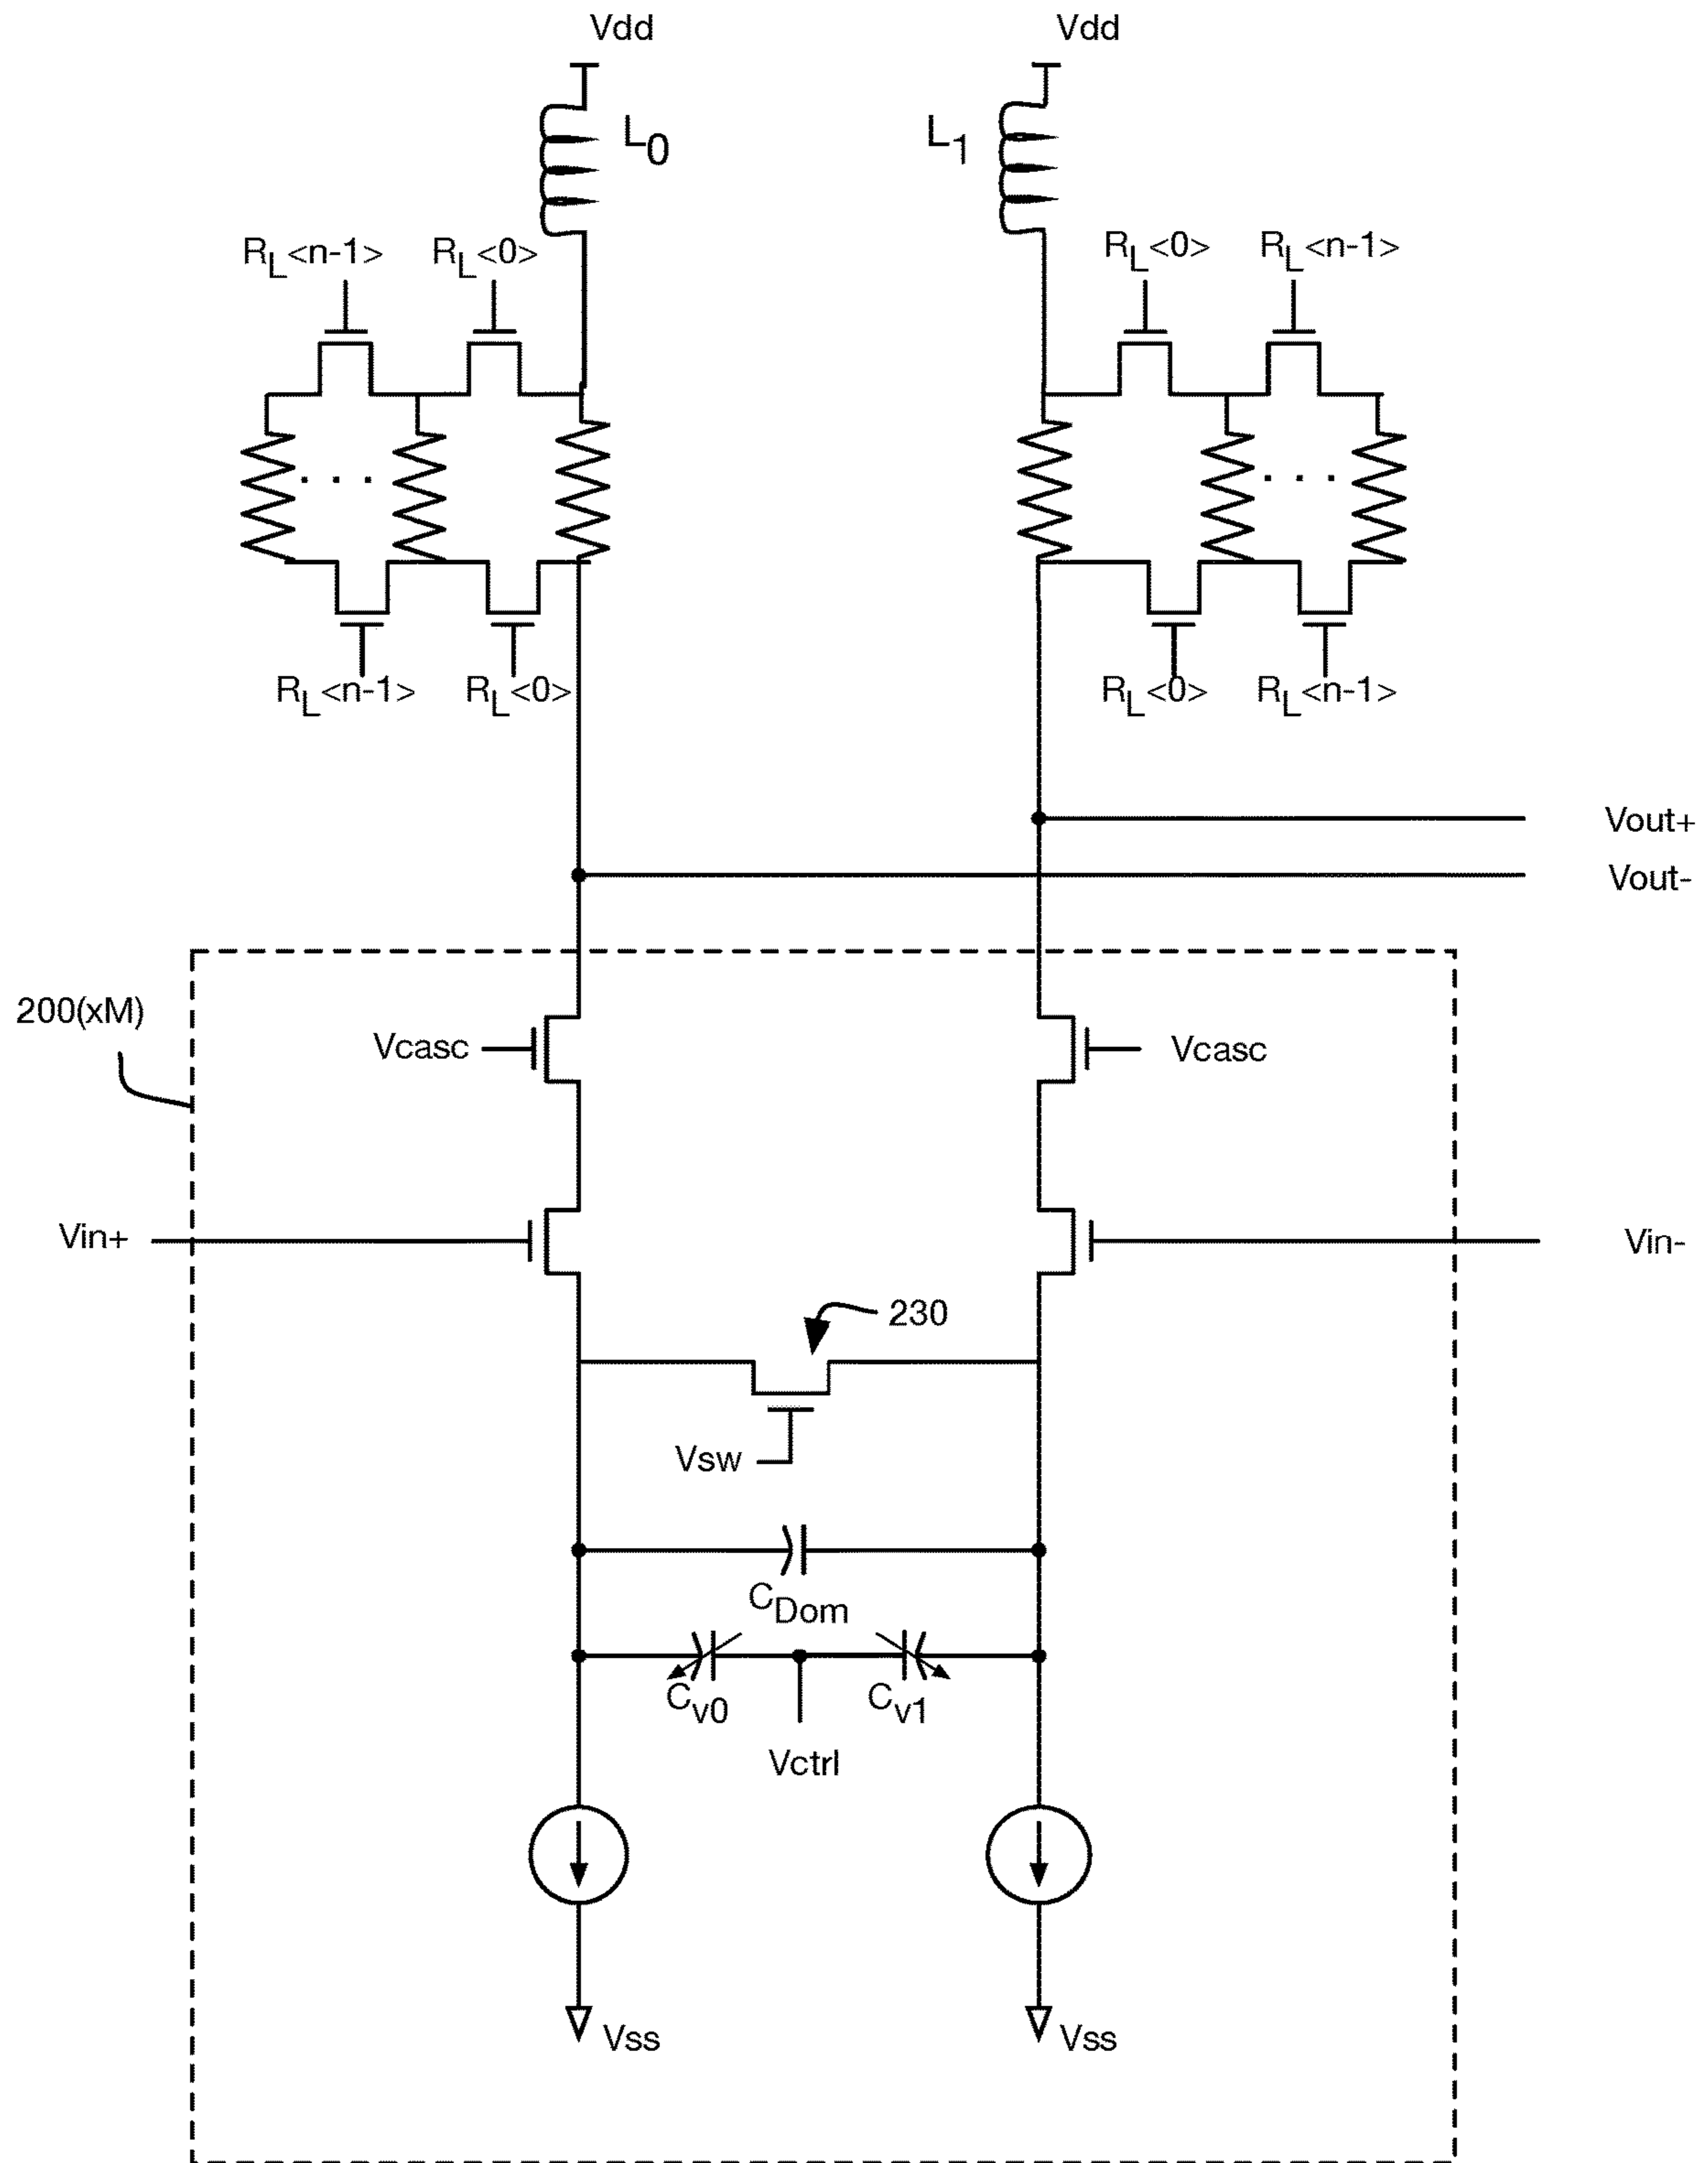 Vdd Vdd
L0 L1
RL<n-1> RL<0> RL<0> RL<n-1>
RL<n-1> RL<0> RL<0> RL<n-1>
Vout+
Vout-
200(xM)
Vcasc Vcasc
Vin+ Vin-
230
Vsw
CDom
Cv0 Cv1
Vctrl
Vss Vss